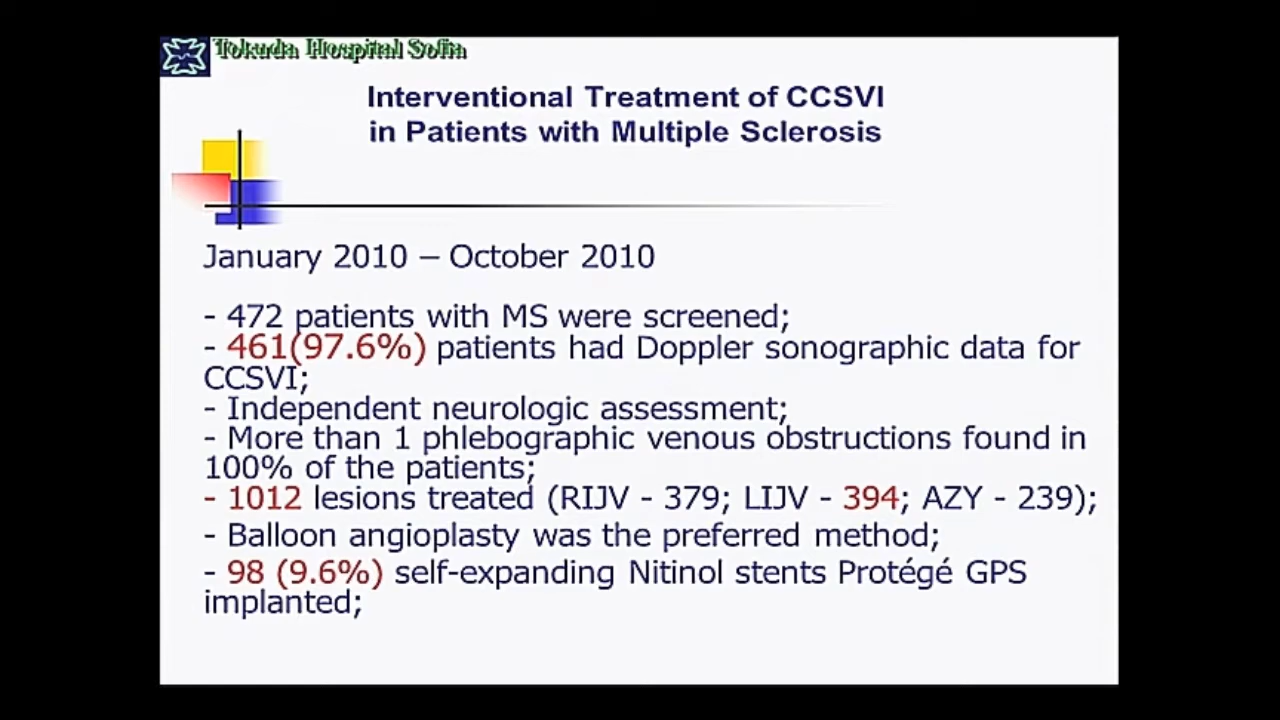 Tokuda Hospital Sofia
Interventional Treatment of CCSVI
in Patients with Multiple Sclerosis
January 2010 – October 2010
- 472 patients with MS were screened;
- 461(97.6%) patients had Doppler sonographic data for
CCSVI;
- Independent neurologic assessment;
- More than 1 phlebographic venous obstructions found in
100% of the patients;
- 1012 lesions treated (RIJV - 379; LIJV - 394; AZY - 239);
- Balloon angioplasty was the preferred method;
- 98 (9.6%) self-expanding Nitinol stents Protégé GPS
implanted;